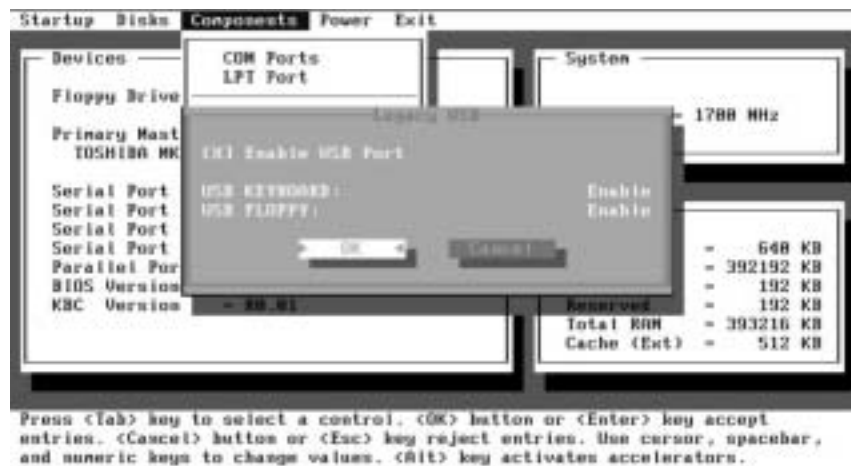 Startup Disks Components Power Exit
Devices
COM Ports
LPT Port
System
Floppy Drive
Legacy USB
= 1700 MHz
Primary Mast
TOSHIBA MK
[X] Enable USB Port
Serial Port
USB KEYBOARD: Enable
Serial Port
USB FLOPPY: Enable
Serial Port
Serial Port
OK
Cancel
= 640 KB
Parallel Por
= 392192 KB
BIOS Version
= 192 KB
KBC Version
Reserved = 192 KB
Total RAM = 393216 KB
Cache (Ext) = 512 KB
Press <Tab> key to select a control. <OK> button or <Enter> key accept
entries. <Cancel> button or <Esc> key reject entries. Use cursor, spacebar,
and numeric keys to change values. <Alt> key activates accelerators.